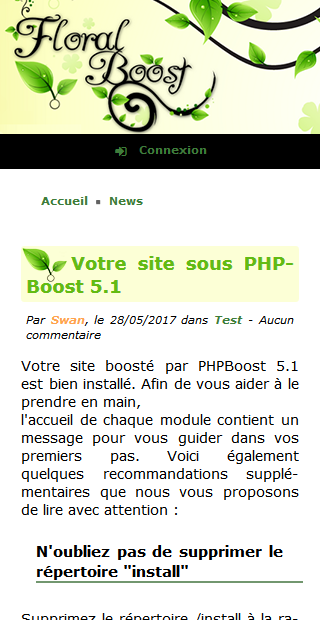 Floral
Boost
Connexion
Accueil ▪ News
Votre site sous PHP-
Boost 5.1
Par Swan, le 28/05/2017 dans Test - Aucun
commentaire
Votre site boosté par PHPBoost 5.1
est bien installé. Afin de vous aider à le
prendre en main,
l'accueil de chaque module contient un
message pour vous guider dans vos
premiers pas. Voici également
quelques recommandations supplé-
mentaires que nous vous proposons
de lire avec attention :
N'oubliez pas de supprimer le
répertoire "install"
Supprimez le répertoire /install à la ra-